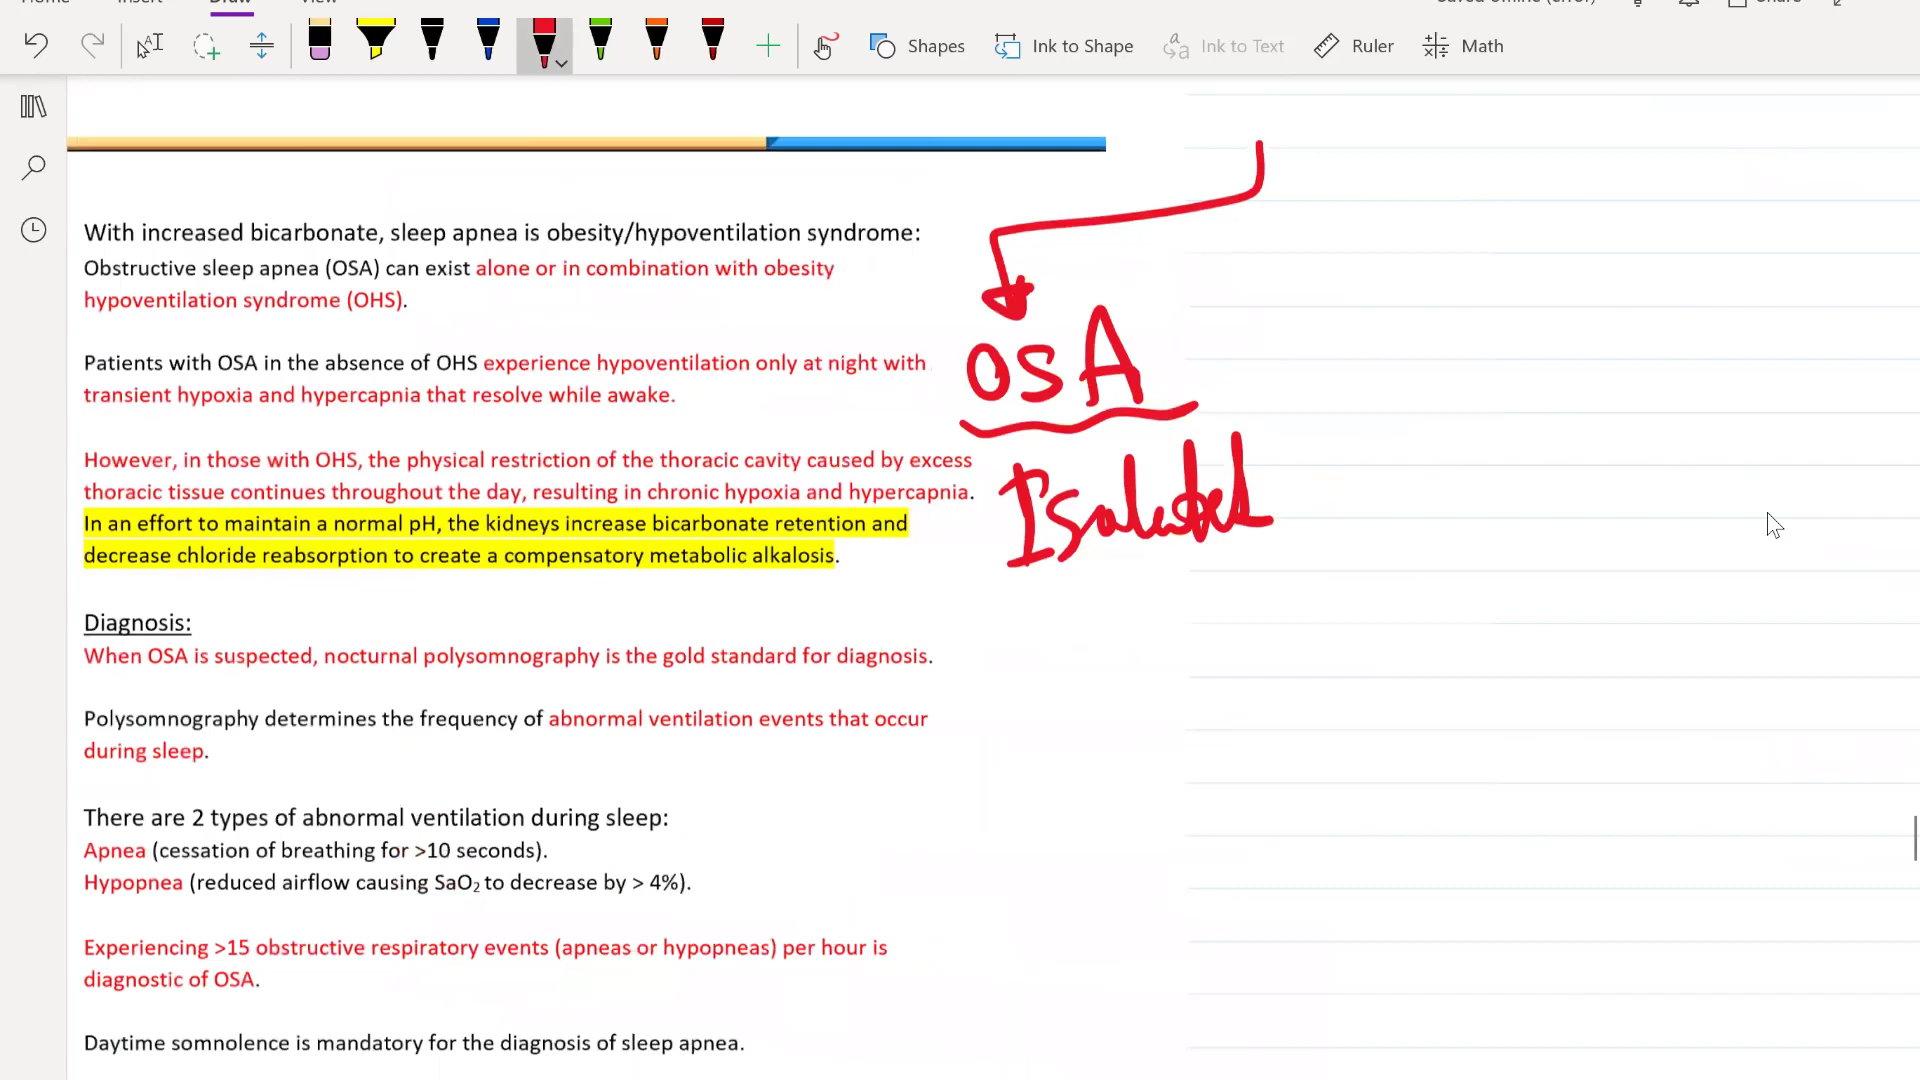 Home Insert Draw View Saved online (error) Share
Shapes Ink to Shape Ink to Text Ruler Math
With increased bicarbonate, sleep apnea is obesity/hypoventilation syndrome:
Obstructive sleep apnea (OSA) can exist alone or in combination with obesity
hypoventilation syndrome (OHS).
Patients with OSA in the absence of OHS experience hypoventilation only at night with
transient hypoxia and hypercapnia that resolve while awake.
OSA
However, in those with OHS, the physical restriction of the thoracic cavity caused by excess
thoracic tissue continues throughout the day, resulting in chronic hypoxia and hypercapnia.
In an effort to maintain a normal pH, the kidneys increase bicarbonate retention and
decrease chloride reabsorption to create a compensatory metabolic alkalosis.
Isolated
Diagnosis:
When OSA is suspected, nocturnal polysomnography is the gold standard for diagnosis.
Polysomnography determines the frequency of abnormal ventilation events that occur
during sleep.
There are 2 types of abnormal ventilation during sleep:
Apnea (cessation of breathing for >10 seconds).
Hypopnea (reduced airflow causing SaO₂ to decrease by > 4%).
Experiencing >15 obstructive respiratory events (apneas or hypopneas) per hour is
diagnostic of OSA.
Daytime somnolence is mandatory for the diagnosis of sleep apnea.